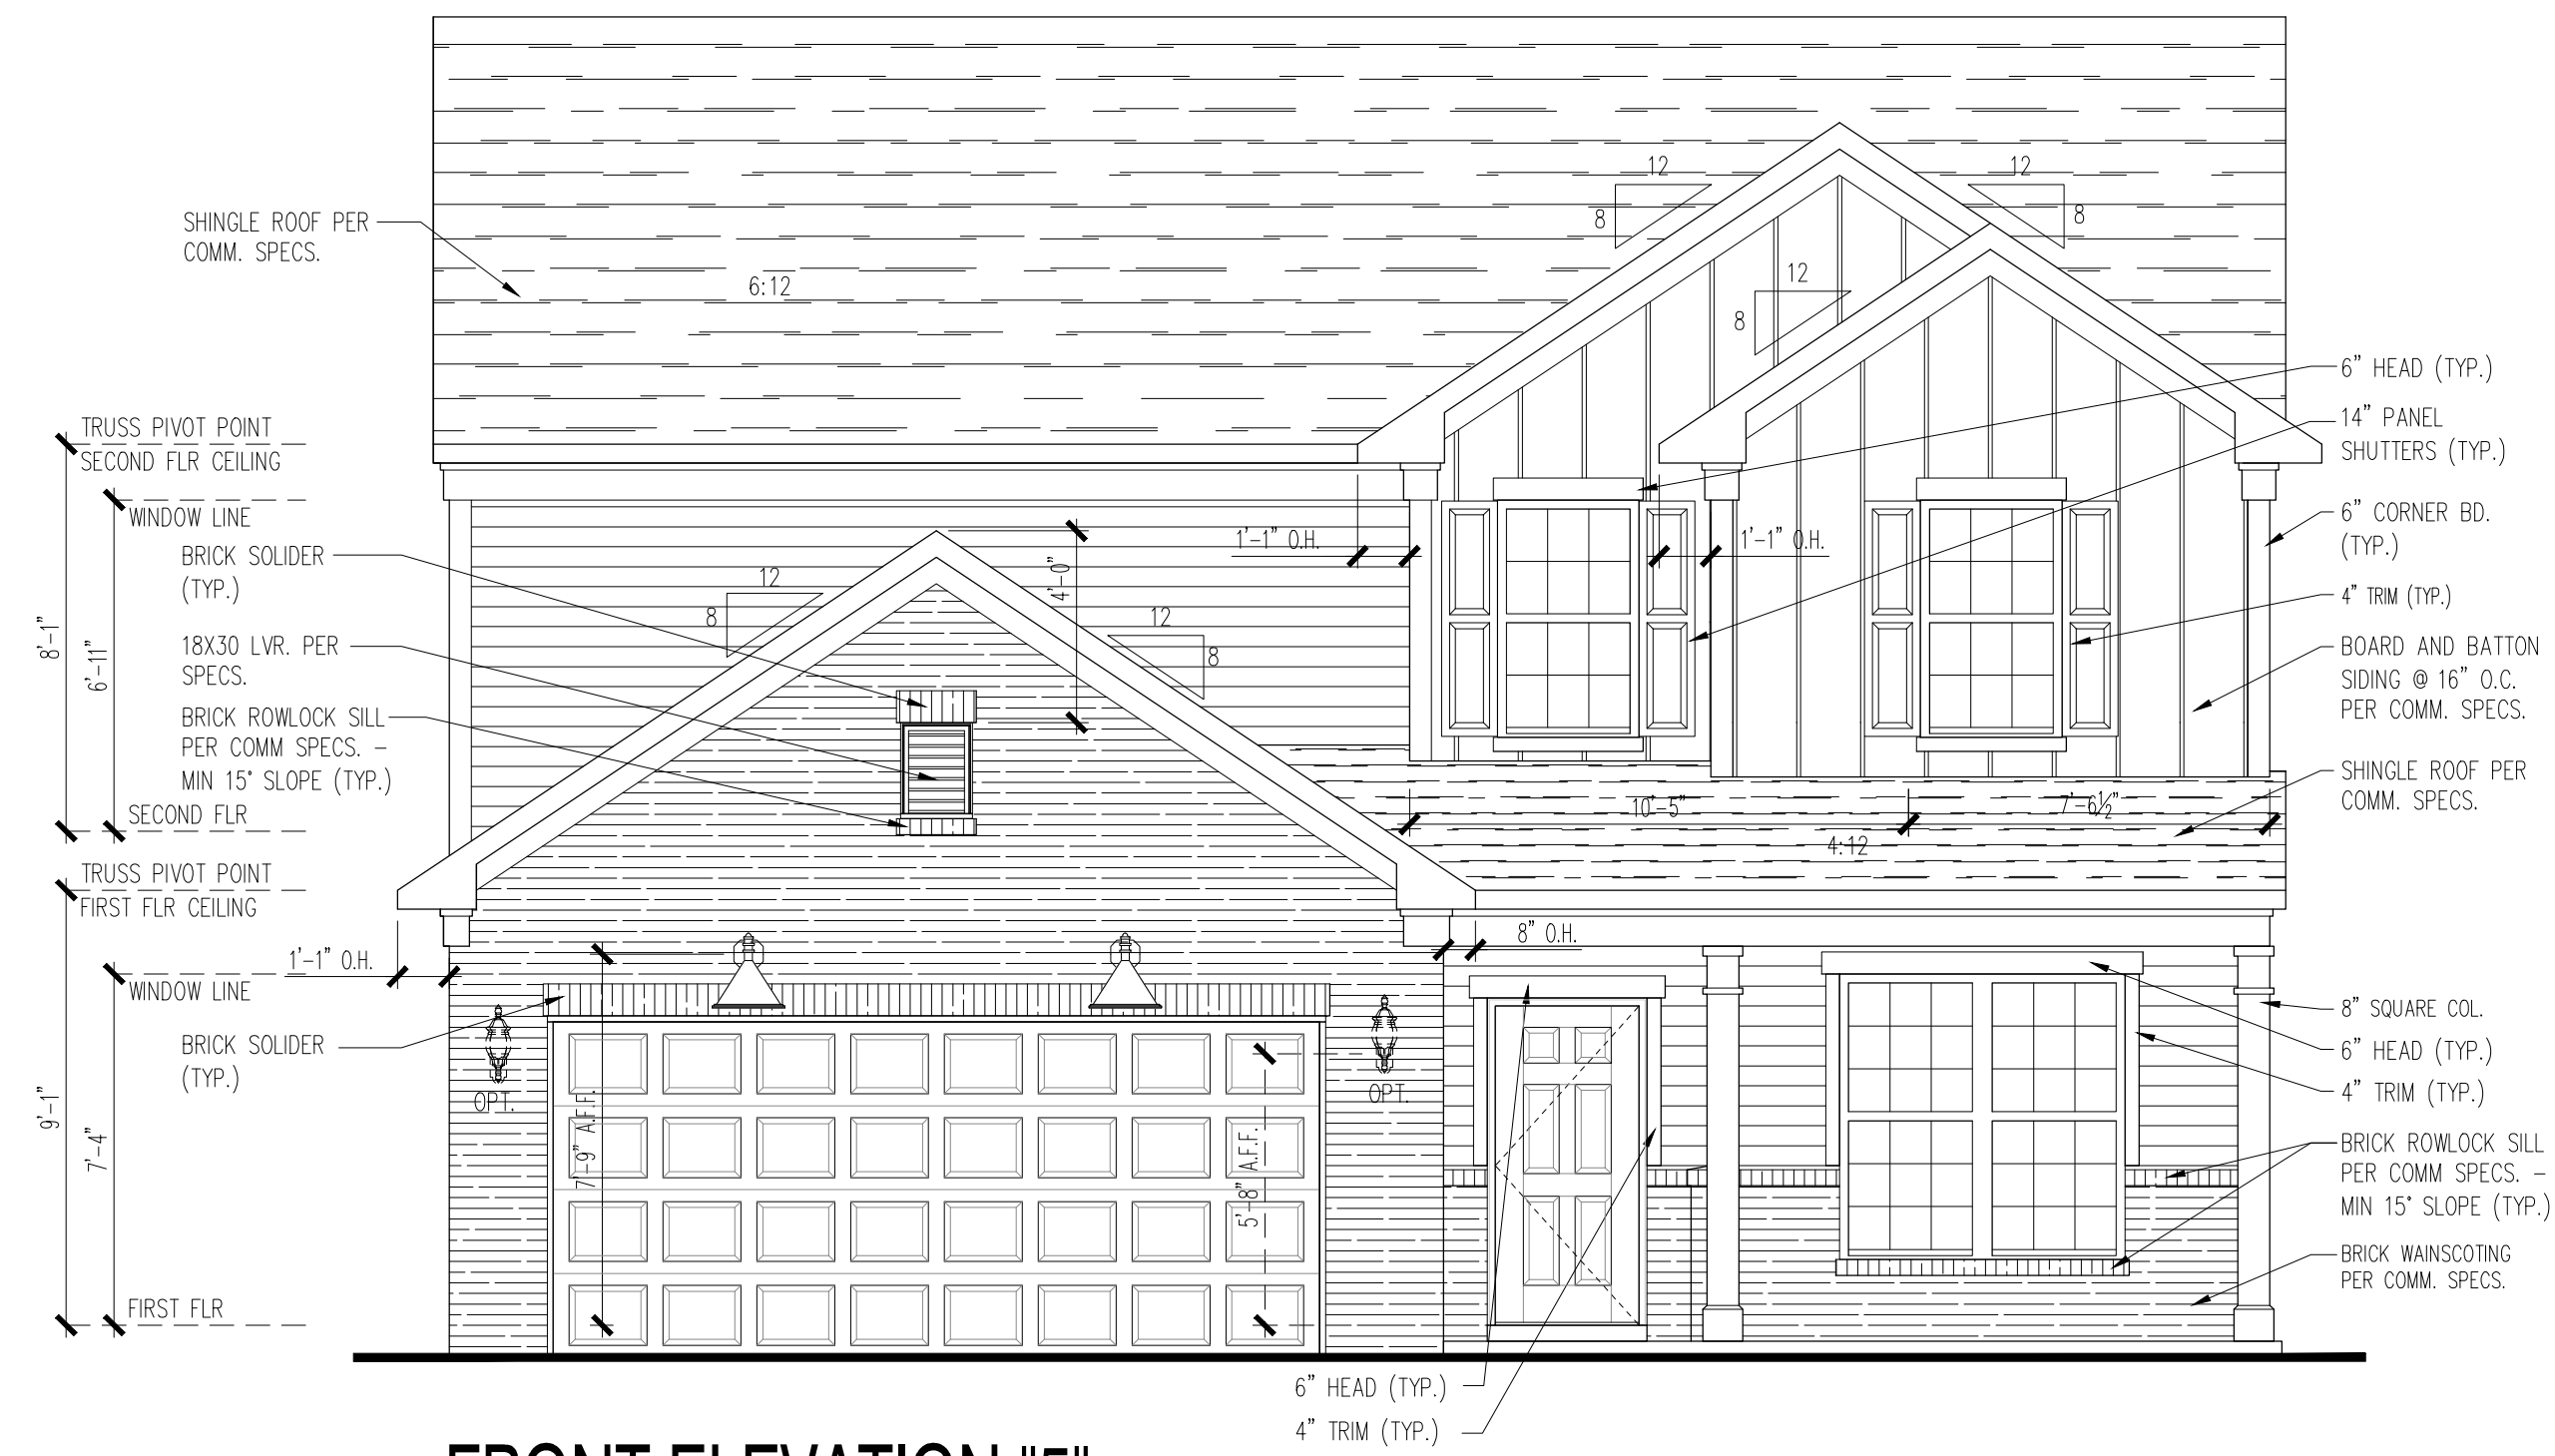 12
12
8
8
SHINGLE ROOF PER
COMM. SPECS.
6:12
12
8
6" HEAD (TYP.)
14" PANEL
SHUTTERS (TYP.)
TRUSS PIVOT POINT
SECOND FLR CEILING
WINDOW LINE
6" CORNER BD.
(TYP.)
1'-1" O.H.
1'-1" O.H.
BRICK SOLIDER
(TYP.)
4'-0"
12
8
12
8
4" TRIM (TYP.)
8'-1"
6'-11"
18X30 LVR. PER
SPECS.
BOARD AND BATTON
SIDING @ 16" O.C.
PER COMM. SPECS.
BRICK ROWLOCK SILL
PER COMM SPECS. -
MIN 15° SLOPE (TYP.)
SHINGLE ROOF PER
COMM. SPECS.
SECOND FLR
10'-5"
7'-6½"
4:12
TRUSS PIVOT POINT
FIRST FLR CEILING
8" O.H.
1'-1" O.H.
WINDOW LINE
8" SQUARE COL.
BRICK SOLIDER
(TYP.)
6" HEAD (TYP.)
4" TRIM (TYP.)
OPT.
OPT.
9'-1"
7'-4"
7'-9" A.F.F.
5'-8" A.F.F.
BRICK ROWLOCK SILL
PER COMM SPECS. -
MIN 15° SLOPE (TYP.)
BRICK WAINSCOTING
PER COMM. SPECS.
FIRST FLR
6" HEAD (TYP.)
4" TRIM (TYP.)
FRONT ELEVATION